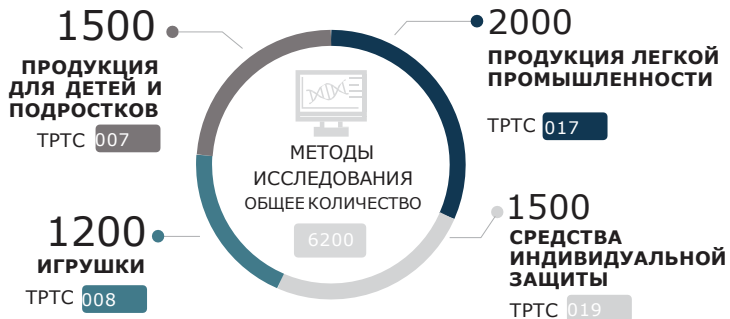 1500
ПРОДУКЦИЯ
ДЛЯ ДЕТЕЙ И
ПОДРОСТКОВ
ТРТС 007
2000
ПРОДУКЦИЯ ЛЕГКОЙ
ПРОМЫШЛЕННОСТИ
ТРТС 017
МЕТОДЫ
ИССЛЕДОВАНИЯ
ОБЩЕЕ КОЛИЧЕСТВО
6200
1200
ИГРУШКИ
ТРТС 008
1500
СРЕДСТВА
ИНДИВИДУАЛЬНОЙ
ЗАЩИТЫ
ТРТС 019